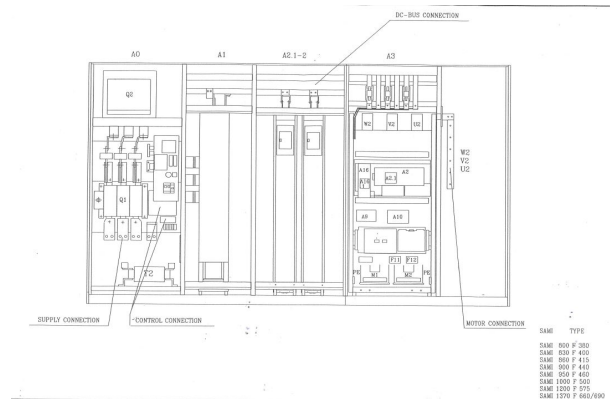 DC-BUS CONNECTION
A0
A1
A2.1-2
A3
Q2
W2 V2 U2
W2
V2
U2
A16
A2
A2.1
Q1
A9
A10
F11 F12
T2
PE
M1
M2
PE
SUPPLY CONNECTION
CONTROL CONNECTION
MOTOR CONNECTION
SAMI TYPE
SAMI 800 F 380
SAMI 830 F 400
SAMI 860 F 415
SAMI 900 F 440
SAMI 950 F 460
SAMI 1000 F 500
SAMI 1200 F 575
SAMI 1370 F 660/690